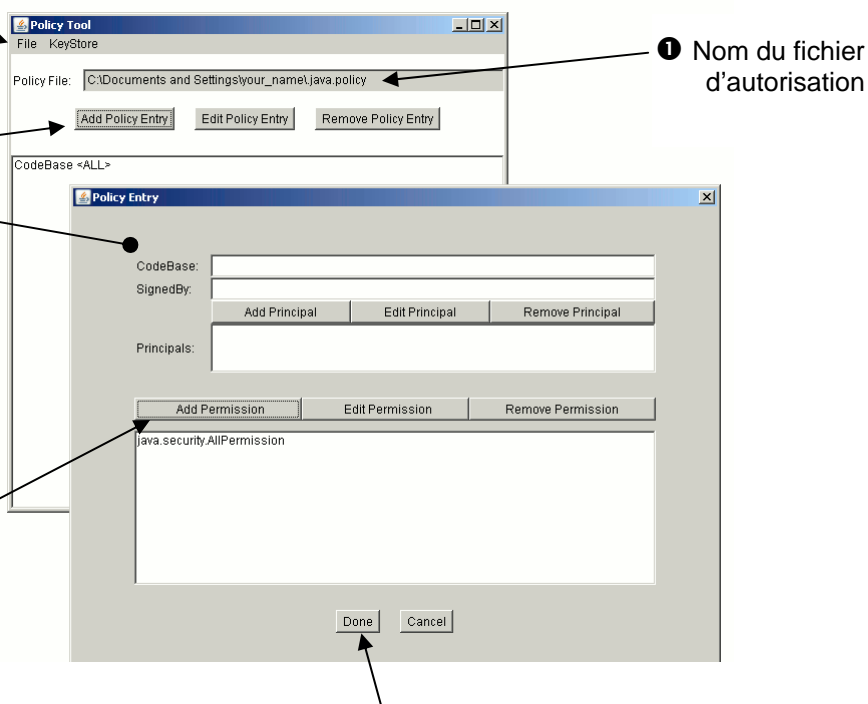 Policy Tool
File KeyStore
❶ Nom du fichier
d'autorisation
Policy File: C:\Documents and Settings\your_name\.java.policy
Add Policy Entry Edit Policy Entry Remove Policy Entry
CodeBase <ALL>
Policy Entry
CodeBase:
SignedBy:
Add Principal Edit Principal Remove Principal
Principals:
Add Permission Edit Permission Remove Permission
java.security.AllPermission
Done Cancel